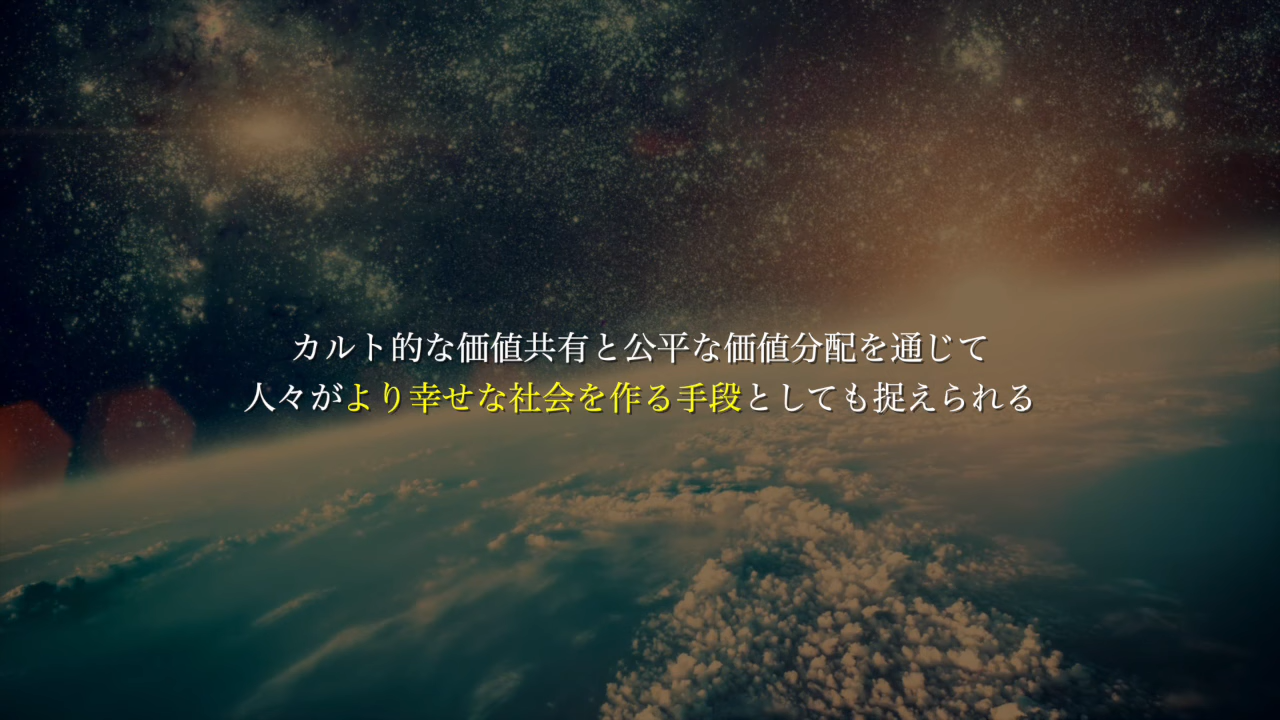 カルト的な価値共有と公平な価値分配を通じて
人々がより幸せな社会を作る手段としても捉えられる